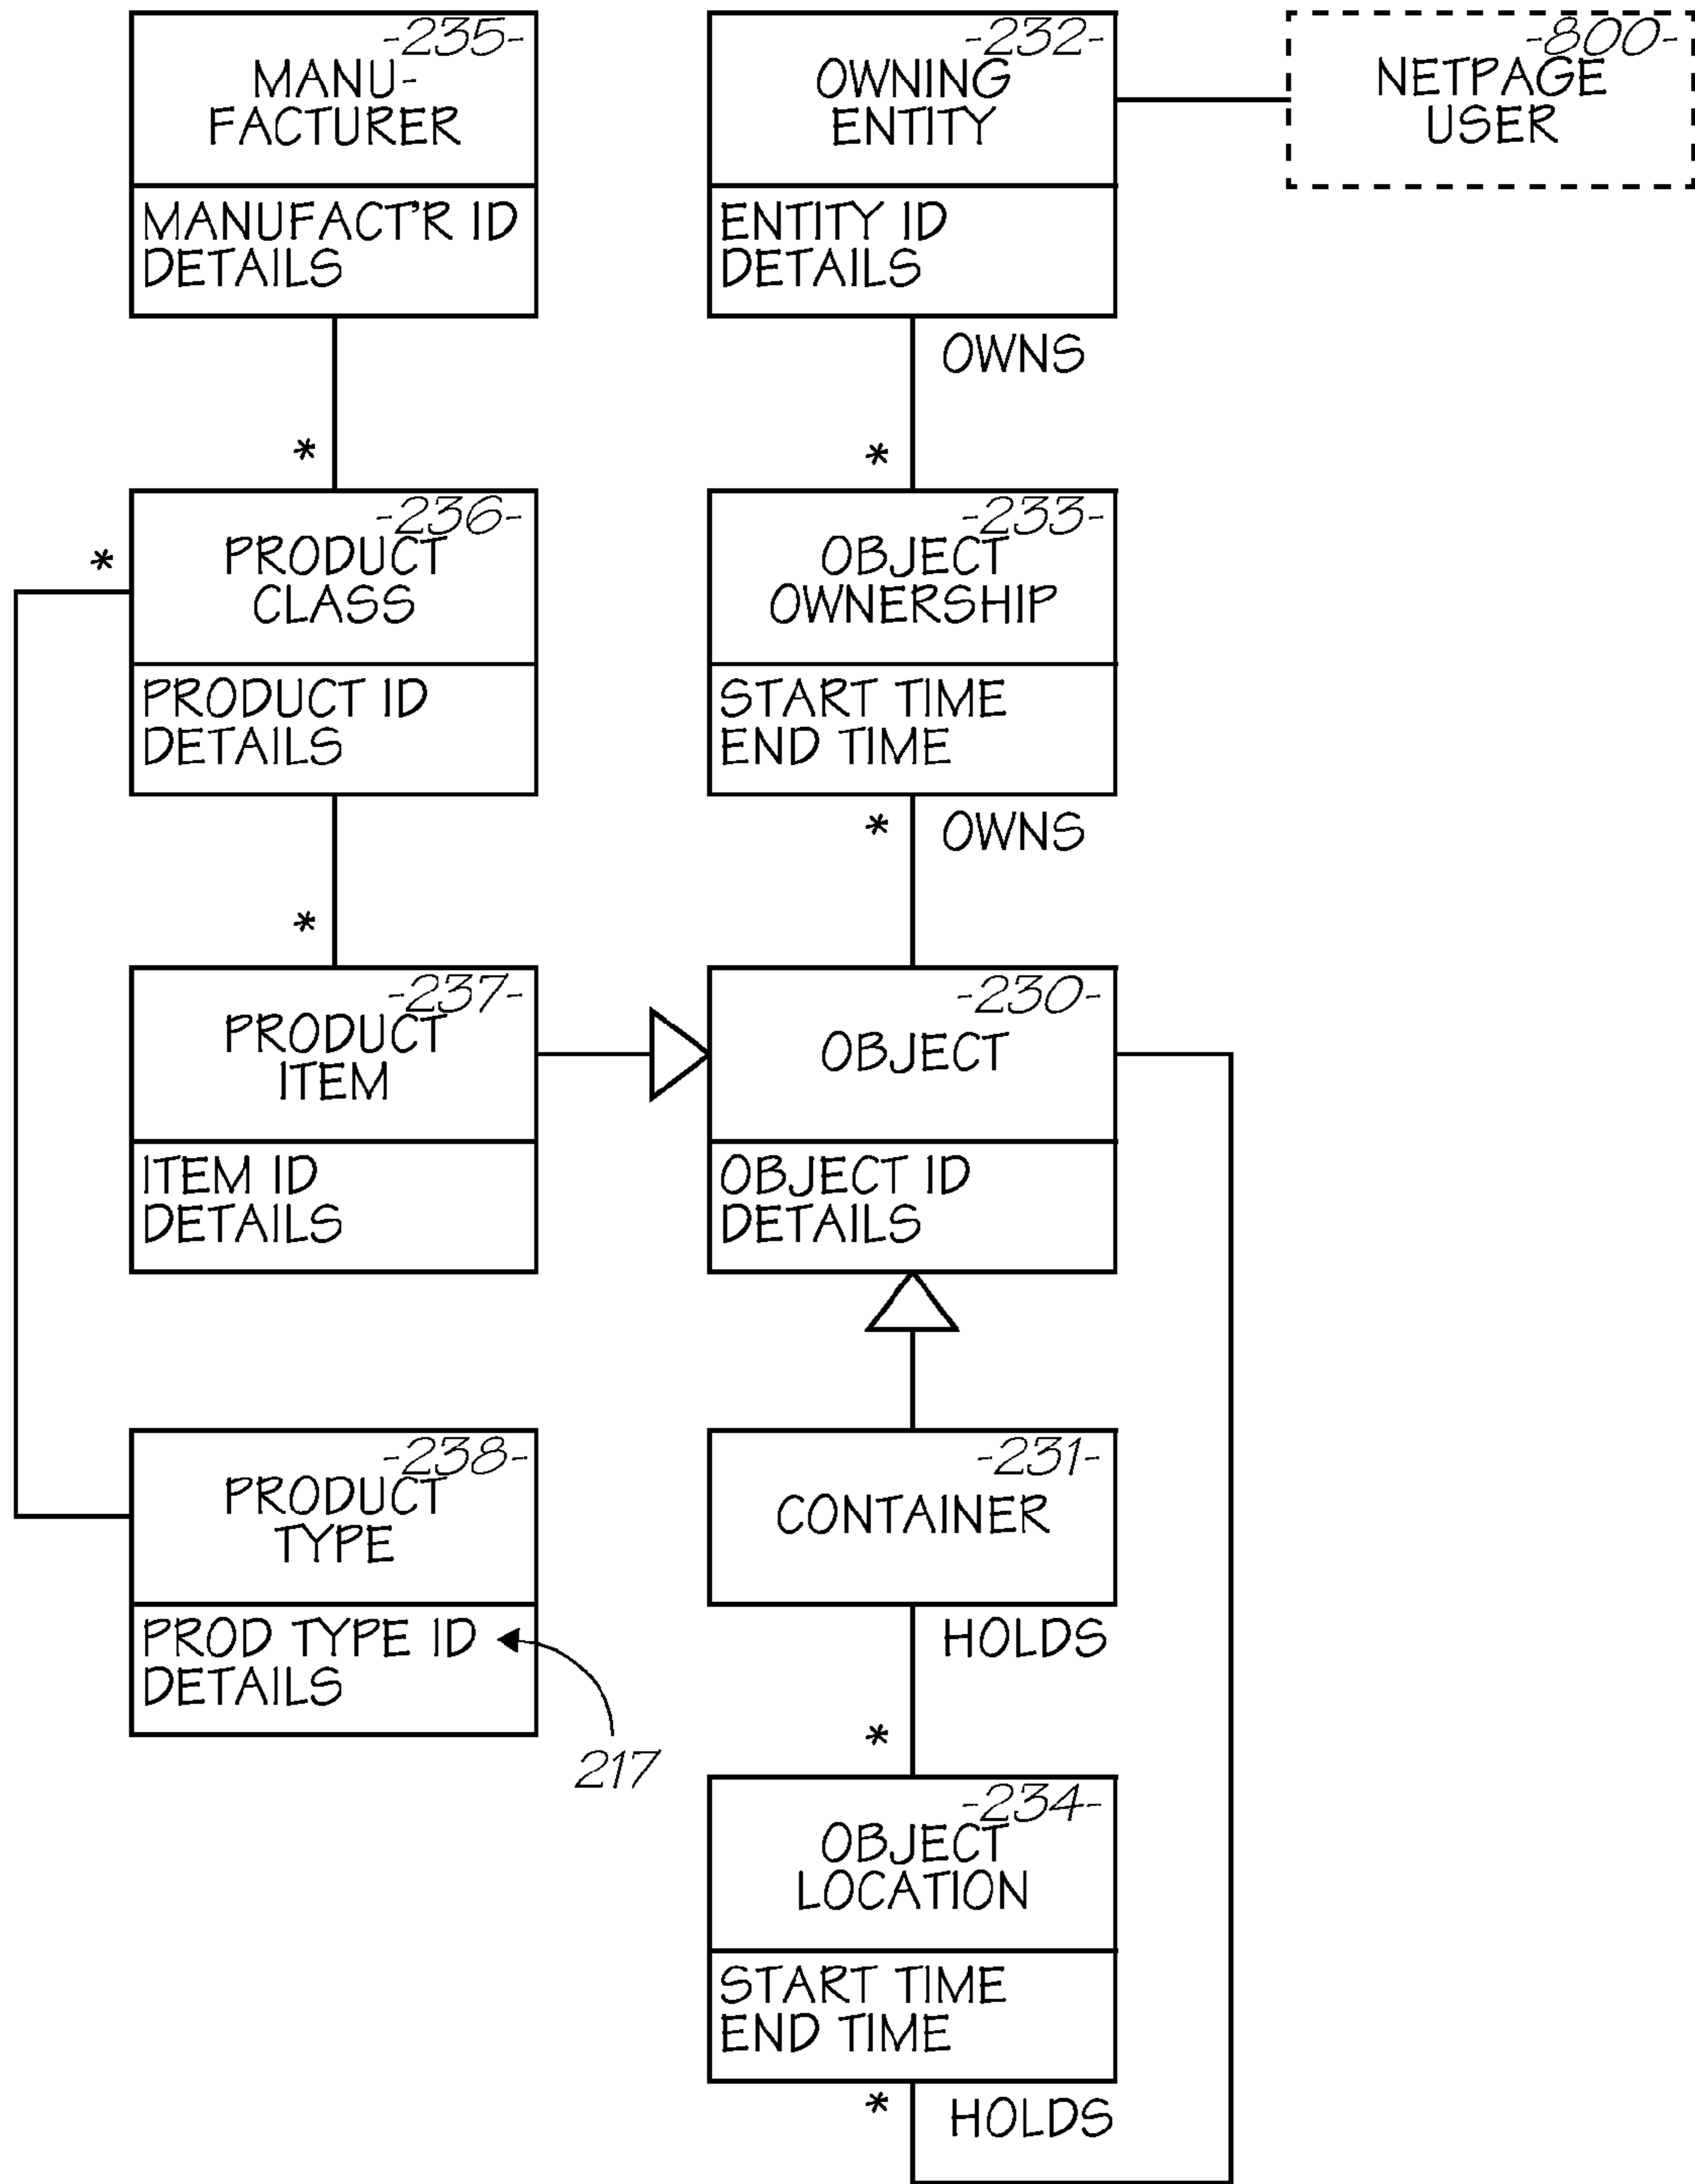 -235-
MANU-
FACTURER
MANUFACT'R ID
DETAILS
-232-
OWNING
ENTITY
ENTITY ID
DETAILS
-800-
NETPAGE
USER
OWNS
*
*
-236-
PRODUCT
CLASS
PRODUCT ID
DETAILS
*
-233-
OBJECT
OWNERSHIP
START TIME
END TIME
* OWNS
*
-237-
PRODUCT
ITEM
ITEM ID
DETAILS
-230-
OBJECT
OBJECT ID
DETAILS
-238-
PRODUCT
TYPE
PROD TYPE ID
DETAILS
217
-231-
CONTAINER
HOLDS
*
-234-
OBJECT
LOCATION
START TIME
END TIME
* HOLDS